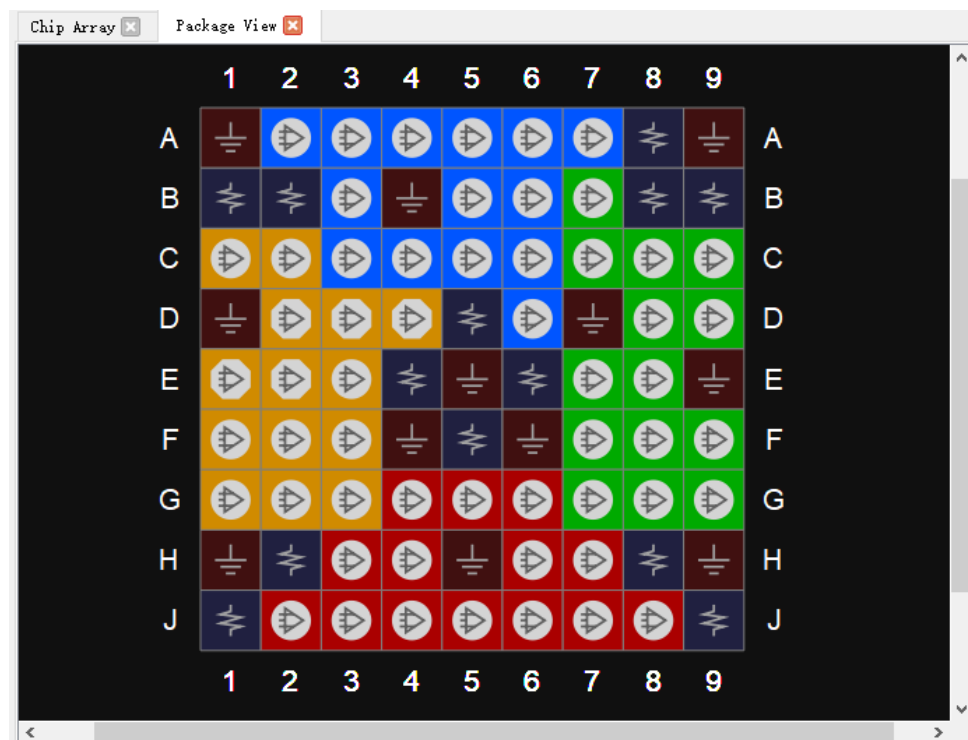 Chip Array Package View
1 2 3 4 5 6 7 8 9
A A
B B
C C
D D
E E
F F
G G
H H
J J
1 2 3 4 5 6 7 8 9